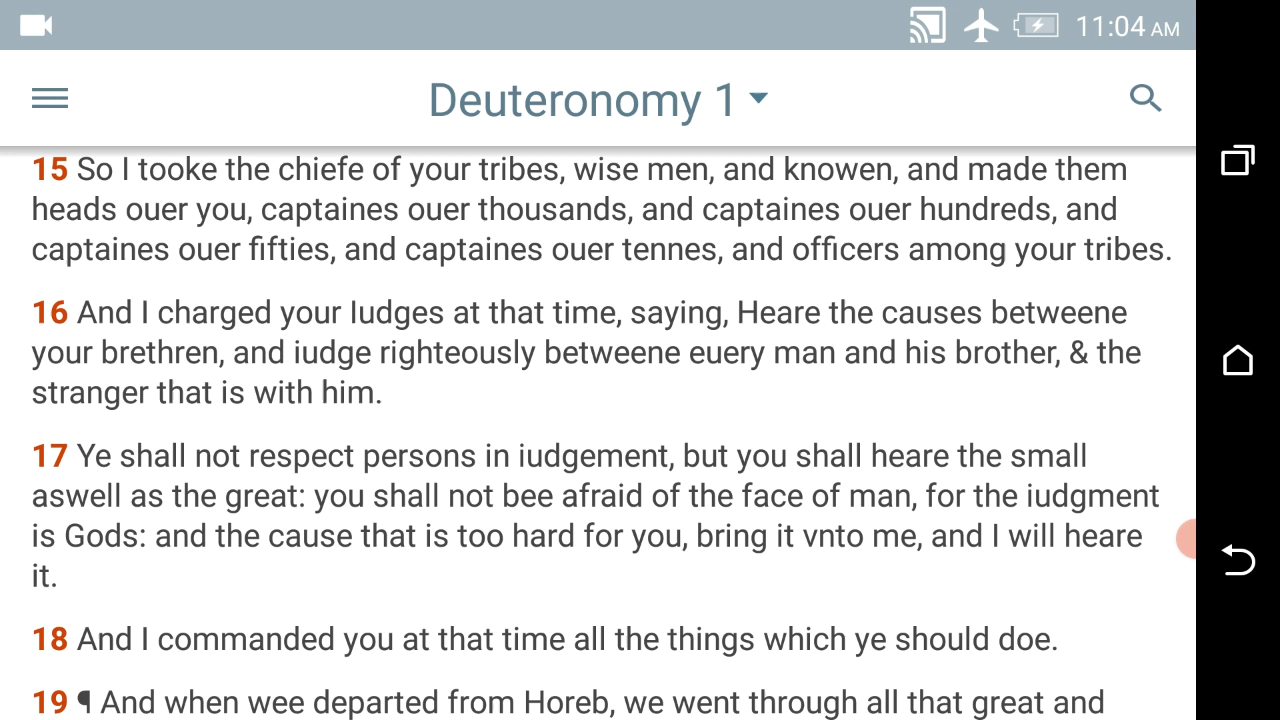 11:04 AM
Deuteronomy 1
15 So I tooke the chiefe of your tribes, wise men, and knowen, and made them
heads ouer you, captaines ouer thousands, and captaines ouer hundreds, and
captaines ouer fifties, and captaines ouer tennes, and officers among your tribes.
16 And I charged your Iudges at that time, saying, Heare the causes betweene
your brethren, and iudge righteously betweene euery man and his brother, & the
stranger that is with him.
17 Ye shall not respect persons in iudgement, but you shall heare the small
aswell as the great: you shall not bee afraid of the face of man, for the iudgment
is Gods: and the cause that is too hard for you, bring it vnto me, and I will heare
it.
18 And I commanded you at that time all the things which ye should doe.
19 ¶ And when wee departed from Horeb, we went through all that great and